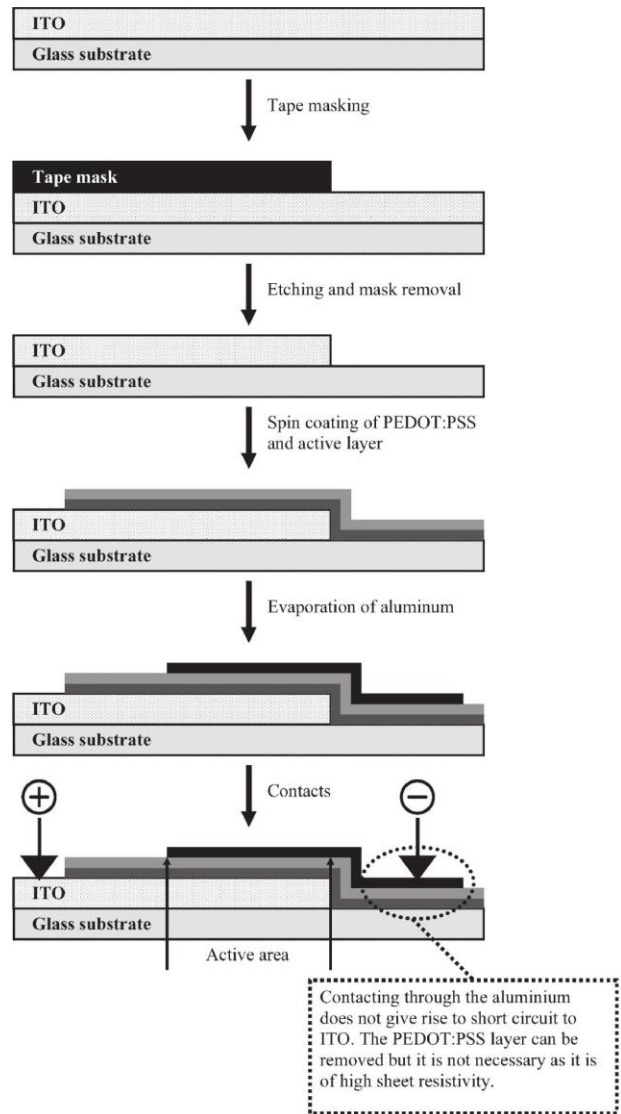 ITO
Glass substrate
Tape masking
Tape mask
ITO
Glass substrate
Etching and mask removal
ITO
Glass substrate
Spin coating of PEDOT:PSS
and active layer
ITO
Glass substrate
Evaporation of aluminum
ITO
Glass substrate
Contacts
+
−
ITO
Glass substrate
Active area
Contacting through the aluminium
does not give rise to short circuit to
ITO. The PEDOT:PSS layer can be
removed but it is not necessary as it is
of high sheet resistivity.